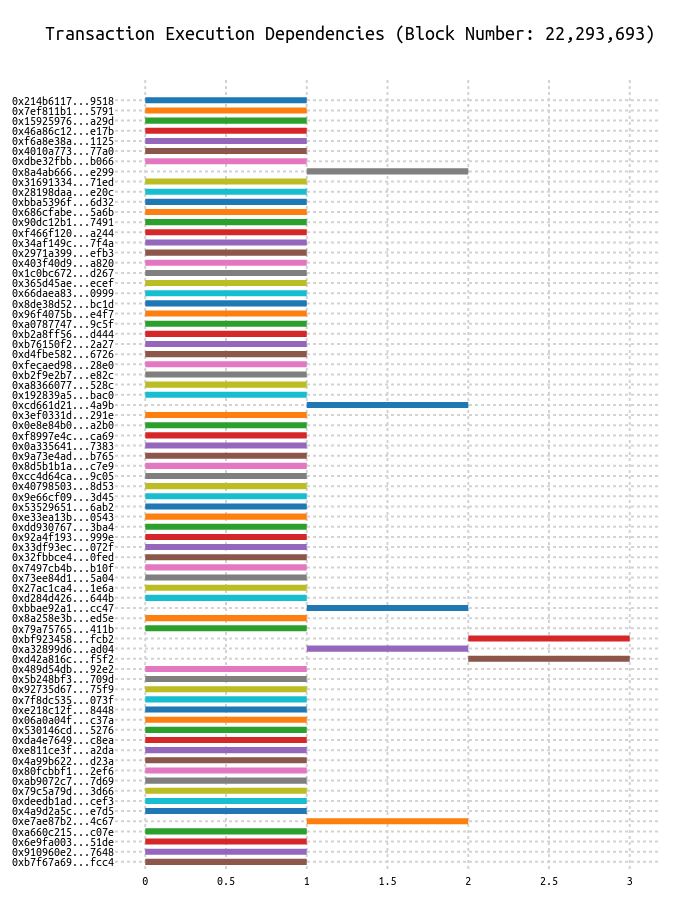 Transaction Execution Dependencies (Block Number: 22,293,693)
0x214b6117...9518
0x7ef811b1...5791
0x15925976...a29d
0x46a86c12...e17b
0xf6a8e38a...1125
0x4010a773...77a0
0xdbe32fbb...b066
0x8a4ab666...e299
0x31691334...71ed
0x28198daa...e20c
0xbba5396f...6d32
0x686cfabe...5a6b
0x90dc12b1...7491
0xf466f120...a244
0x34af149c...7f4a
0x2971a399...efb3
0x403f40d9...a820
0x1c0bc672...d267
0x365d45ae...ecef
0x66daea83...0999
0x8de38d52...bc1d
0x96f4075b...e4f7
0xa0787747...9c5f
0xb2a8ff56...d444
0xb76150f2...2a27
0xd4fbe582...6726
0xfecaed98...28e0
0xb2f9e2b7...e82c
0xa8366077...528c
0x192839a5...bac0
0xcd661d21...4a9b
0x3ef0331d...291e
0x0e8e84b0...a2b0
0xf8997e4c...ca69
0x0a335641...7383
0x9a73e4ad...b765
0x8d5b1b1a...c7e9
0xcc4d64ca...9c05
0x40798503...8d53
0x9e66cf09...3d45
0x53529651...6ab2
0xe33ea13b...0543
0xdd930767...3ba4
0x92a4f193...999e
0x33df93ec...072f
0x32fbbce4...0fed
0x7497cb4b...b10f
0x73ee84d1...5a04
0x27ac1ca4...1e6a
0xd284d426...644b
0xbbae92a1...cc47
0x8a258e3b...ed5e
0x79a75765...411b
0xbf923458...fcb2
0xa32899d6...ad04
0xd42a816c...f5f2
0x489d54db...92e2
0x5b248bf3...709d
0x92735d67...75f9
0x7f8dc535...073f
0xe218c12f...8448
0x06a0a04f...c37a
0x530146cd...5276
0xda4e7649...c8ea
0xe811ce3f...a2da
0x4a99b622...d23a
0x80fcbbf1...2ef6
0xab9072c7...7d69
0x79c5a79d...3d66
0xdeedb1ad...cef3
0x4a9d2a5c...e7d5
0xe7ae87b2...4c67
0xa660c215...c07e
0x6e9fa003...51de
0x910960e2...7648
0xb7f67a69...fcc4
0 0.5 1 1.5 2 2.5 3